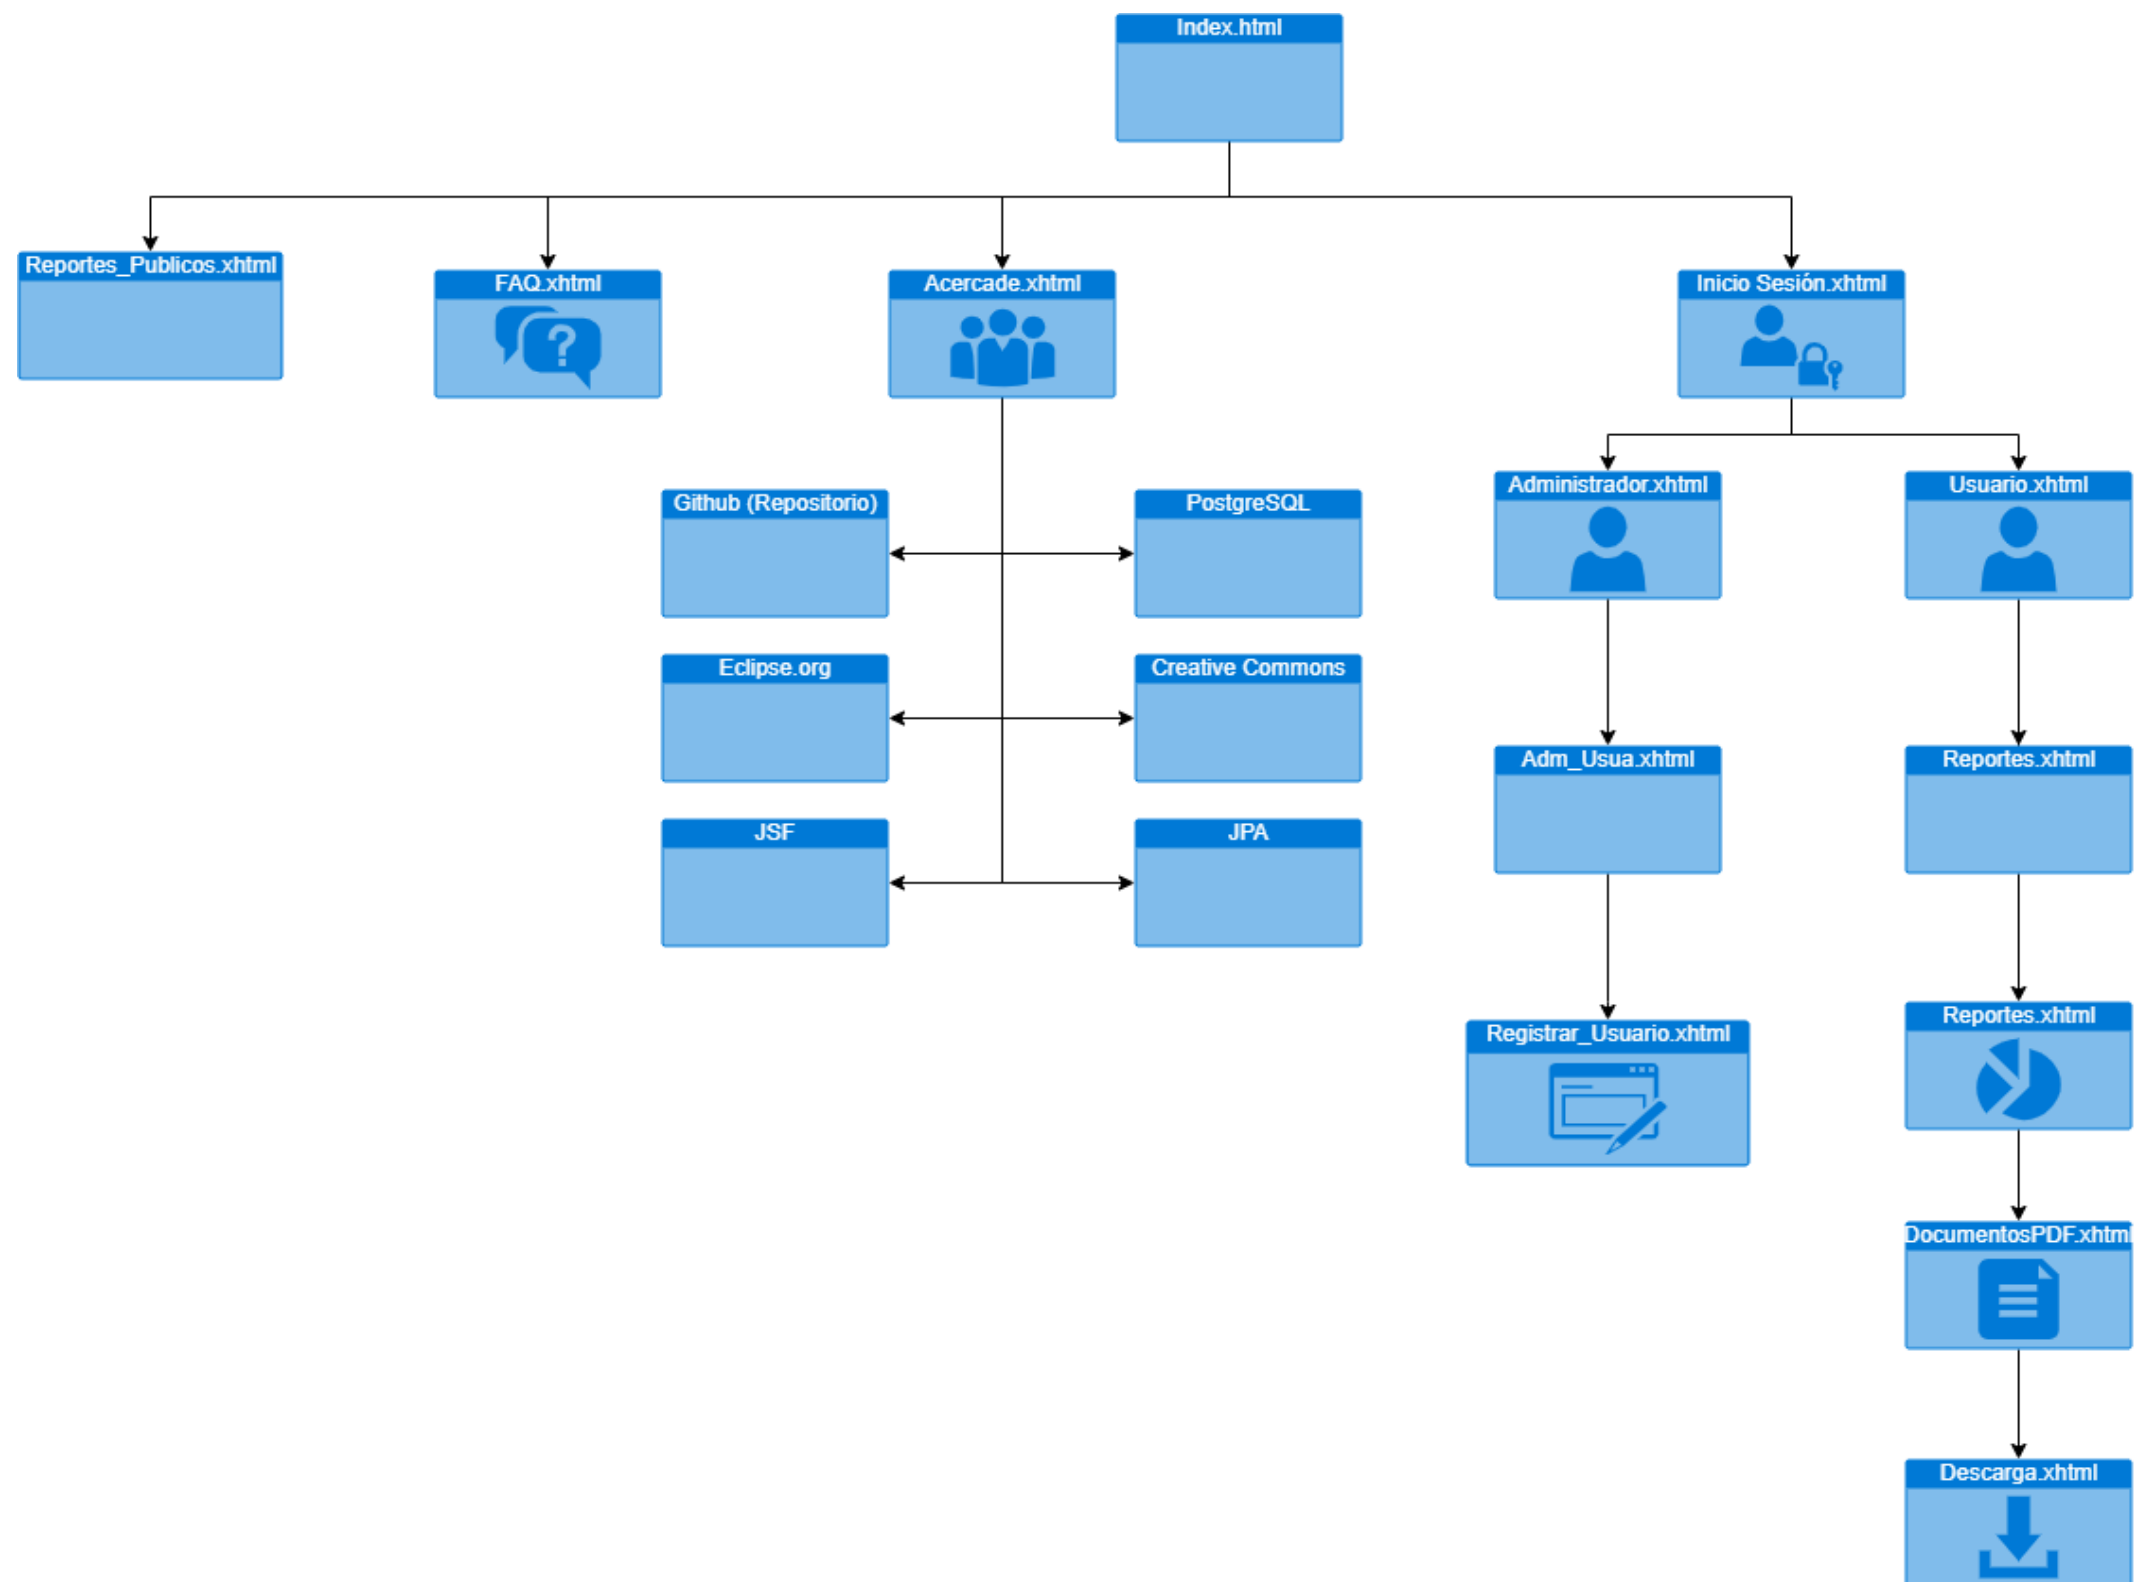 Index.html
Reportes_Publicos.xhtml
FAQ.xhtml
?
Acercade.xhtml
Inicio Sesión.xhtml
Github (Repositorio)
PostgreSQL
Administrador.xhtml
Usuario.xhtml
Eclipse.org
Creative Commons
Adm_Usua.xhtml
Reportes.xhtml
JSF
JPA
Registrar_Usuario.xhtml
Reportes.xhtml
DocumentosPDF.xhtml
Descarga.xhtml